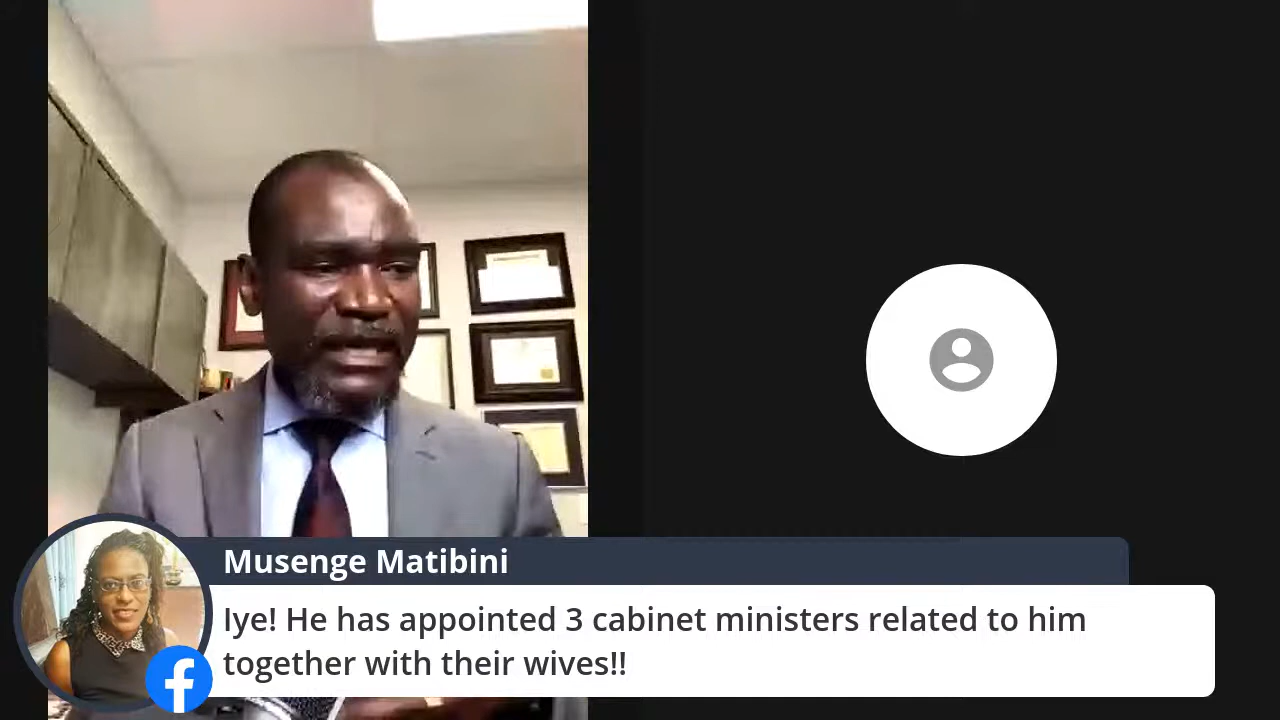 Musenge Matibini
Iye! He has appointed 3 cabinet ministers related to him
together with their wives!!